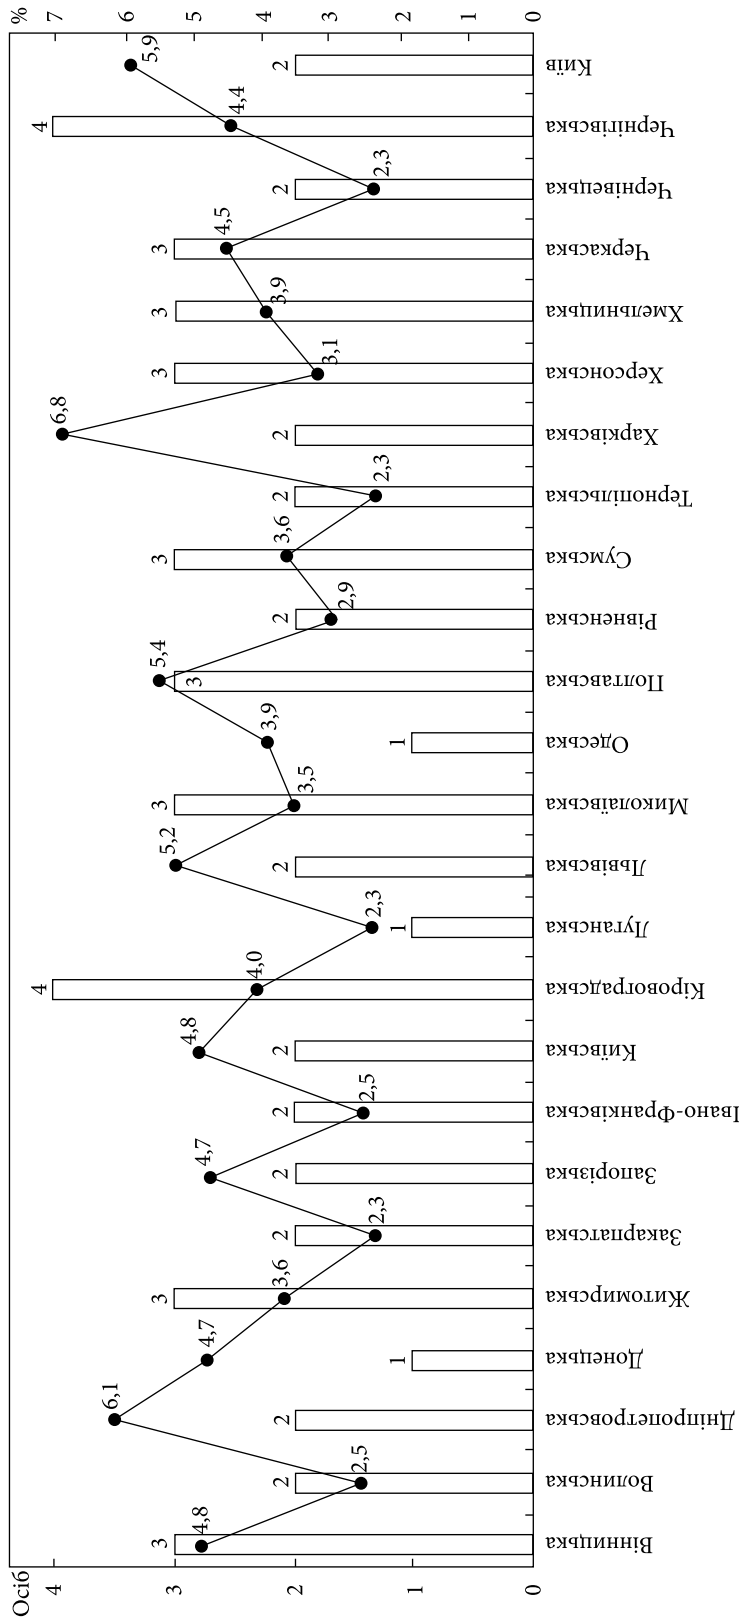 Осіб
4
3
2
1
0
%
7
6
5
4
3
2
1
0
3
4,8
Вінницька
2
2,5
Волинська
6,1
2
Дніпропетровська
4,7
1
Донецька
3
3,6
Житомирська
2
2,3
Закарпатська
4,7
2
Запорізька
2
2,5
Івано-Франківська
4,8
2
Київська
4
4,0
Кіровоградська
2,3
1
Луганська
5,2
2
Львівська
3
3,5
Миколаївська
3,9
1
Одеська
5,4
3
Полтавська
2
2,9
Рівненська
3
3,6
Сумська
2
2,3
Тернопільська
6,8
2
Харківська
3
3,1
Херсонська
3
3,9
Хмельницька
3
4,5
Черкаська
2
2,3
Чернівецька
4
4,4
Чернігівська
5,9
2
Київ